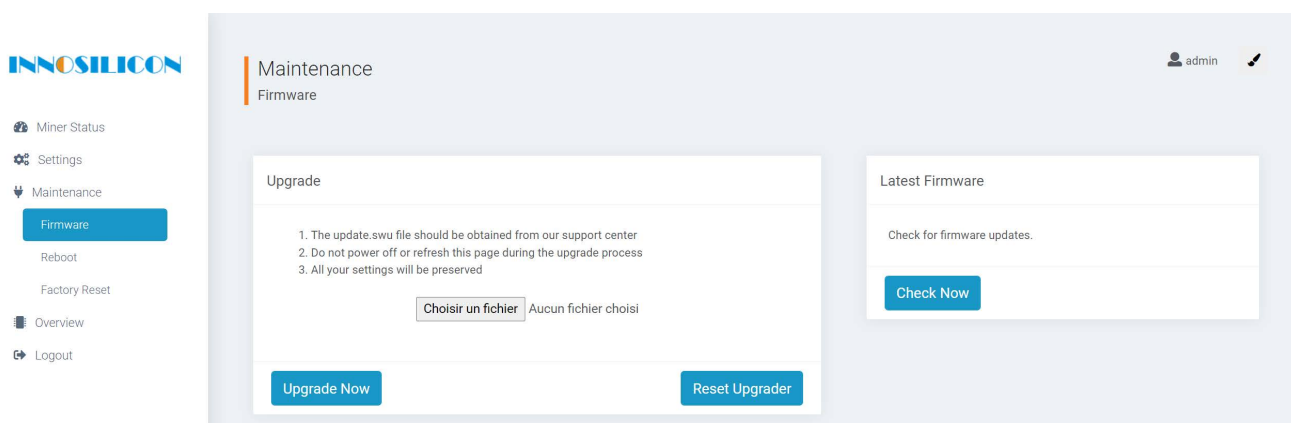 INNOSILICON
Miner Status
Settings
Maintenance
Firmware
Reboot
Factory Reset
Overview
Logout
Maintenance
Firmware
admin
Upgrade
1. The update.swu file should be obtained from our support center
2. Do not power off or refresh this page during the upgrade process
3. All your settings will be preserved
Choisir un fichier Aucun fichier choisi
Upgrade Now
Reset Upgrader
Latest Firmware
Check for firmware updates.
Check Now